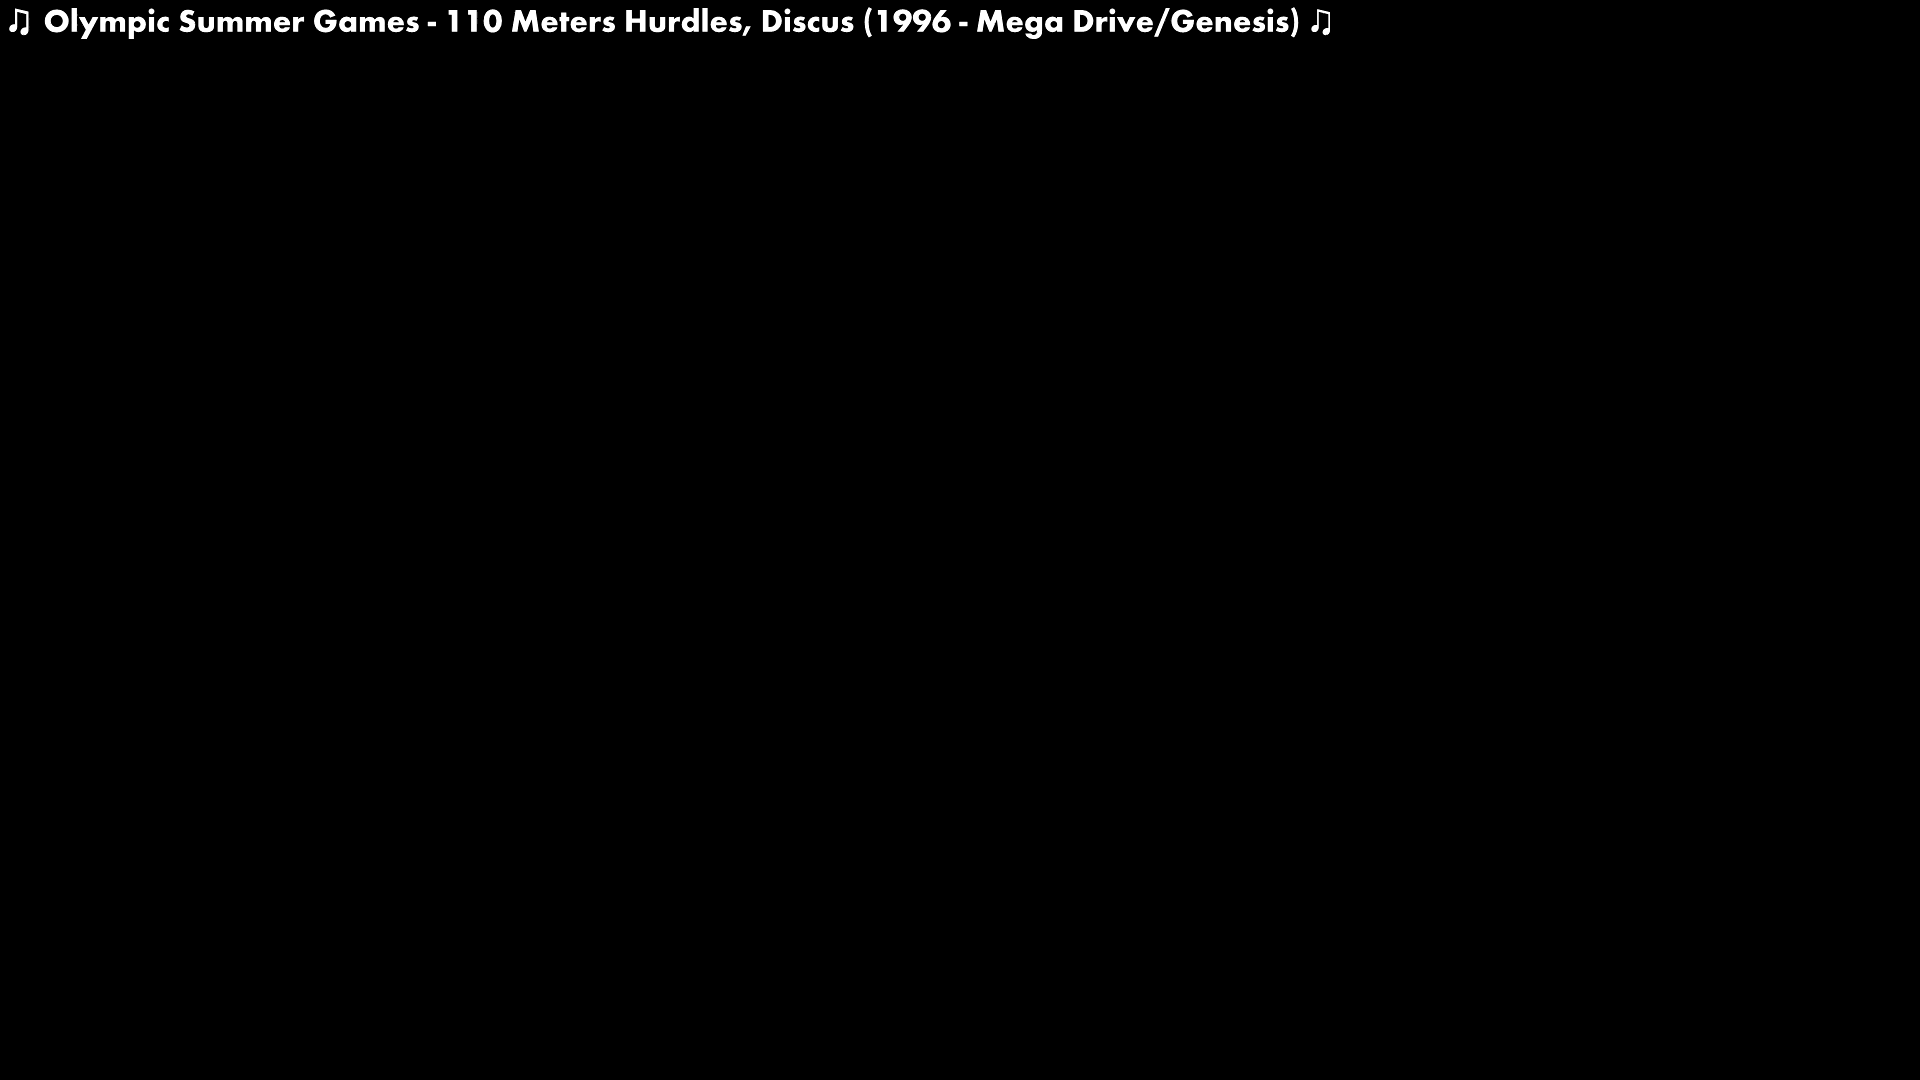 ♫ Olympic Summer Games - 110 Meters Hurdles, Discus (1996 - Mega Drive/Genesis) ♫